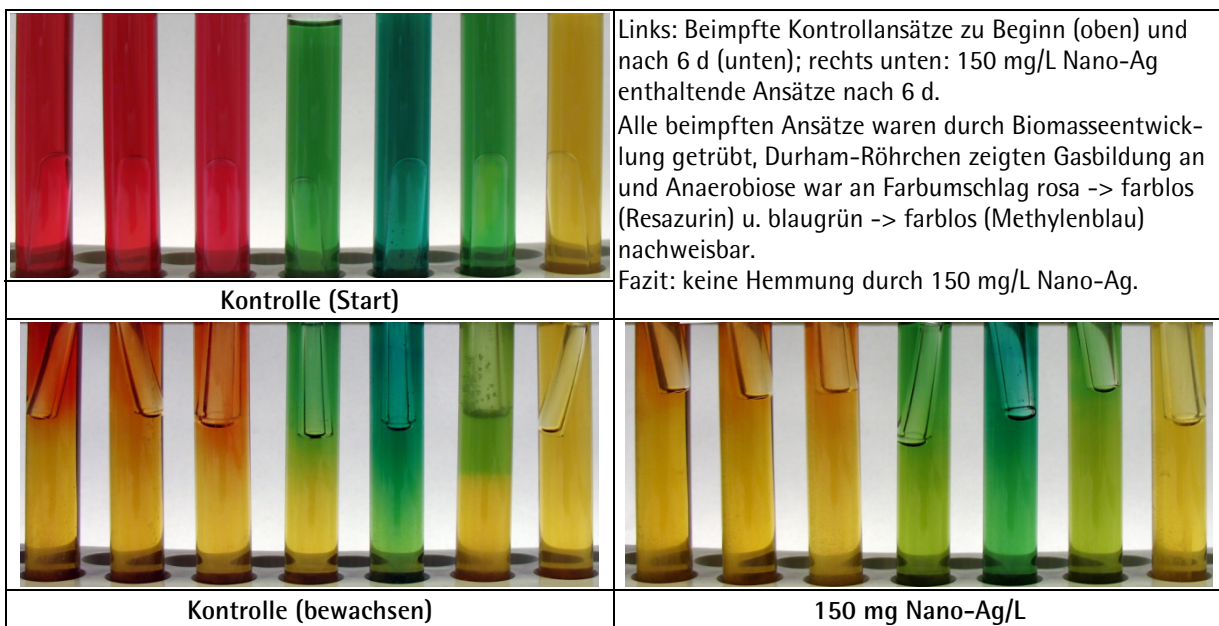 Links: Beimpfte Kontrollansätze zu Beginn (oben) und
nach 6 d (unten); rechts unten: 150 mg/L Nano-Ag
enthaltende Ansätze nach 6 d.
Alle beimpften Ansätze waren durch Biomasseentwick-
lung getrübt, Durham-Röhrchen zeigten Gasbildung an
und Anaerobiose war an Farbumschlag rosa -> farblos
(Resazurin) u. blaugrün -> farblos (Methylenblau)
nachweisbar.
Fazit: keine Hemmung durch 150 mg/L Nano-Ag.
Kontrolle (Start)
Kontrolle (bewachsen)
150 mg Nano-Ag/L